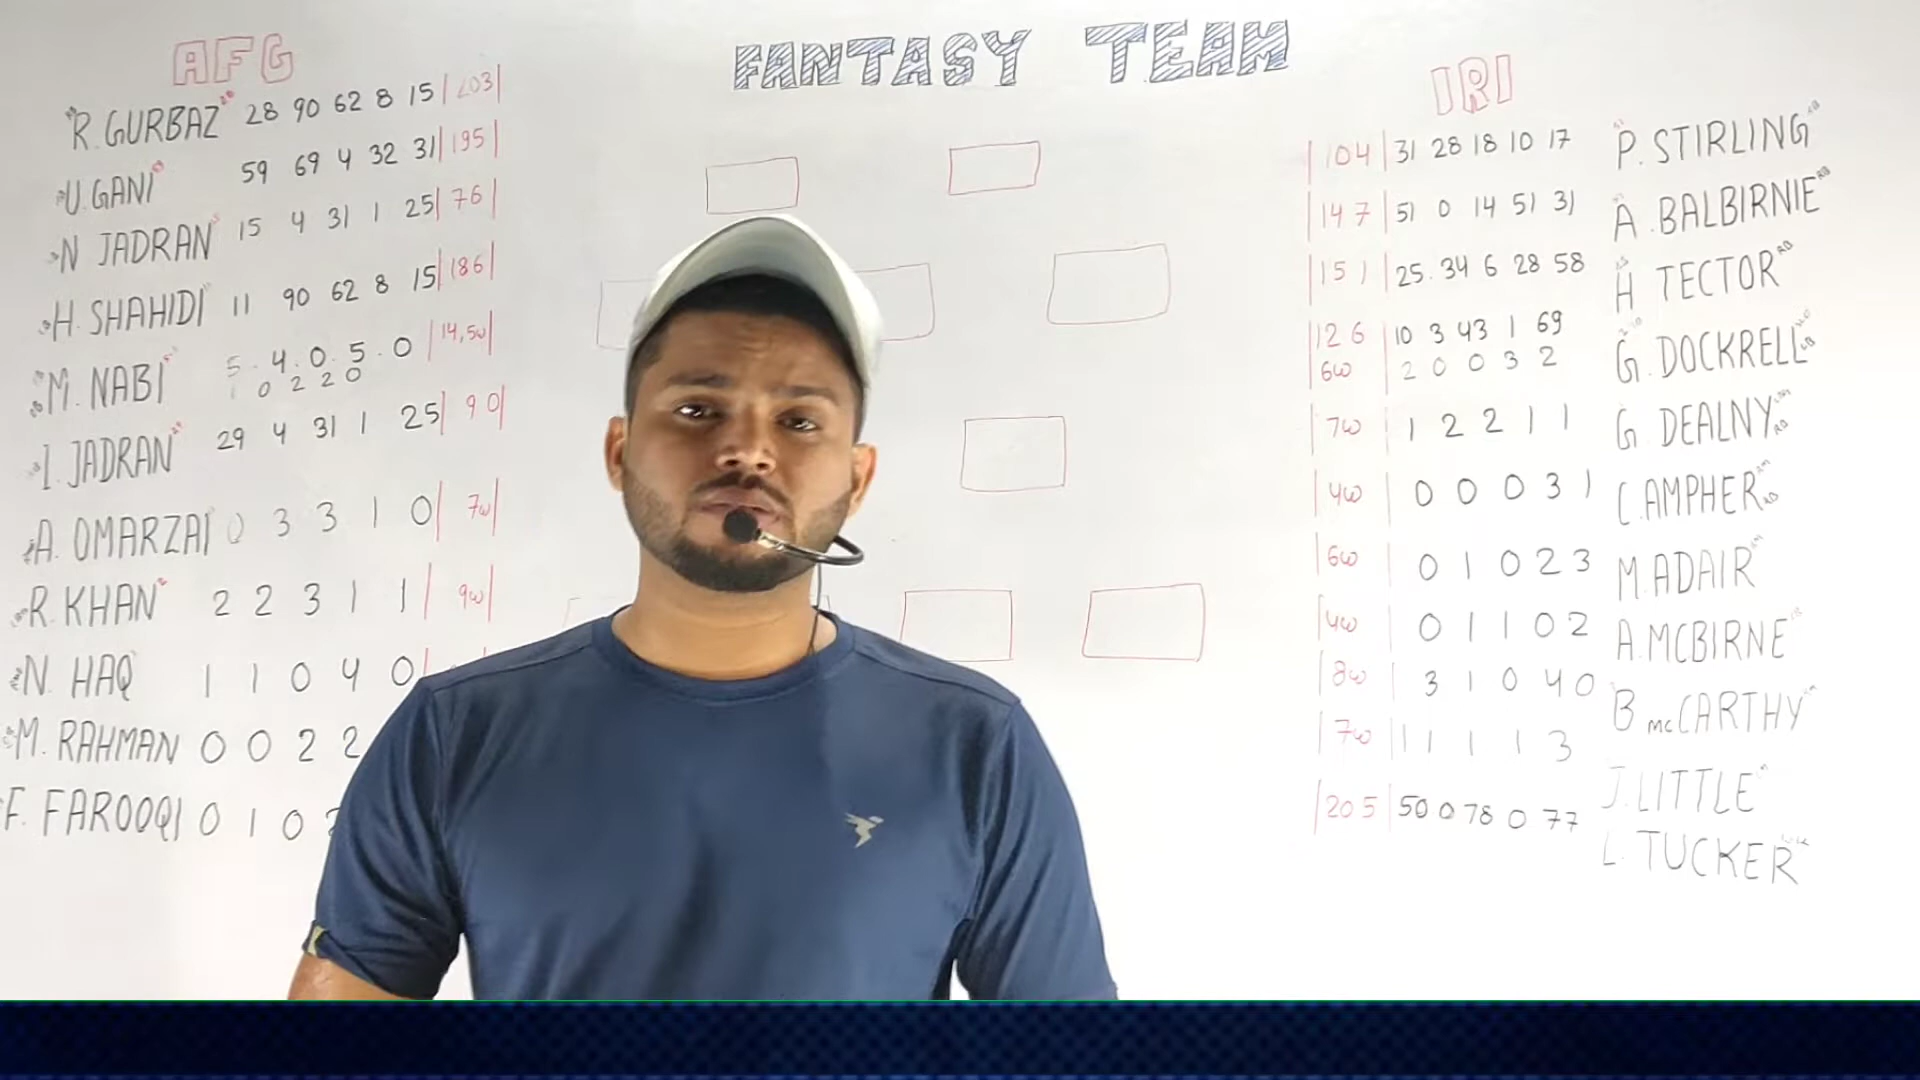 FANTASY TEAM
AFG
R. GURBAZ 28 90 62 8 15 203
U. GANI 59 69 4 32 31 195
N JADRAN 15 4 31 1 25 76
H. SHAHIDI 11 90 62 8 15 186
M. NABI 5 . 4 . 0 . 5 . 0 14,5w
1 0 2 2 0
I. JADRAN 29 4 31 1 25 90
A. OMARZAI 0 3 3 1 0 7w
R. KHAN 2 2 3 1 1 9w
N. HAQ 1 1 0 4 0
M. RAHMAN 0 0 2 2
F. FAROOQI 0 1 0
IRI
104 31 28 18 10 17 P. STIRLING
147 51 0 14 51 31 A. BALBIRNIE
151 25. 34 6 28 58 H TECTOR
126 10 3 43 1 69 G. DOCKRELL
6w 2 0 0 3 2
7w 1 2 2 1 1 G. DEALNY
4w 0 0 0 3 1 C. AMPHER
6w 0 1 0 2 3 M. ADAIR
4w 0 1 1 0 2 A. MCBIRNE
8w 3 1 0 4 0 B mcCARTHY
7w 1 1 1 1 3 J. LITTLE
205 50 0 78 0 77 L. TUCKER